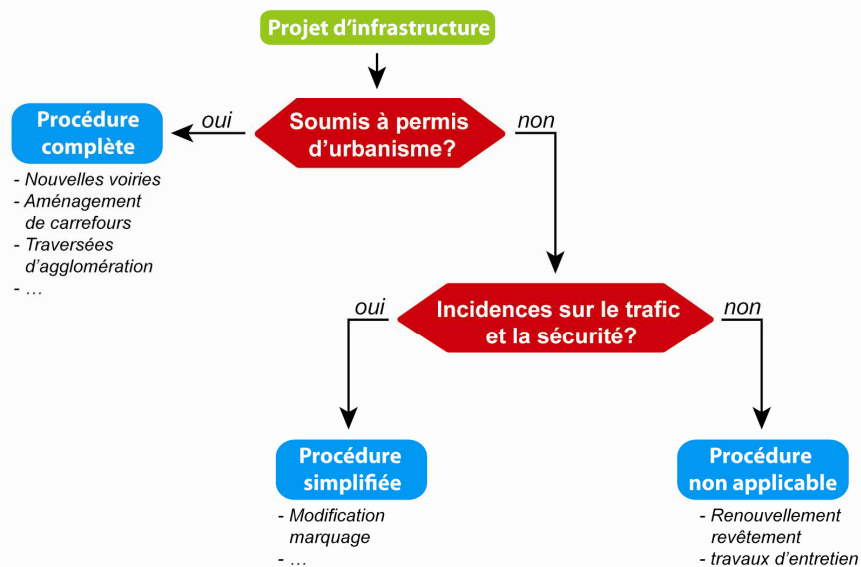 Projet d'infrastructure
oui
Soumis à permis
d'urbanisme?
non
Procédure
complète
- Nouvelles voiries
- Aménagement
de carrefours
- Traversées
d'agglomération
- …
oui
Incidences sur le trafic
et la sécurité?
non
Procédure
simplifiée
- Modification
marquage
- …
Procédure
non applicable
- Renouvellement
revêtement
- travaux d'entretien